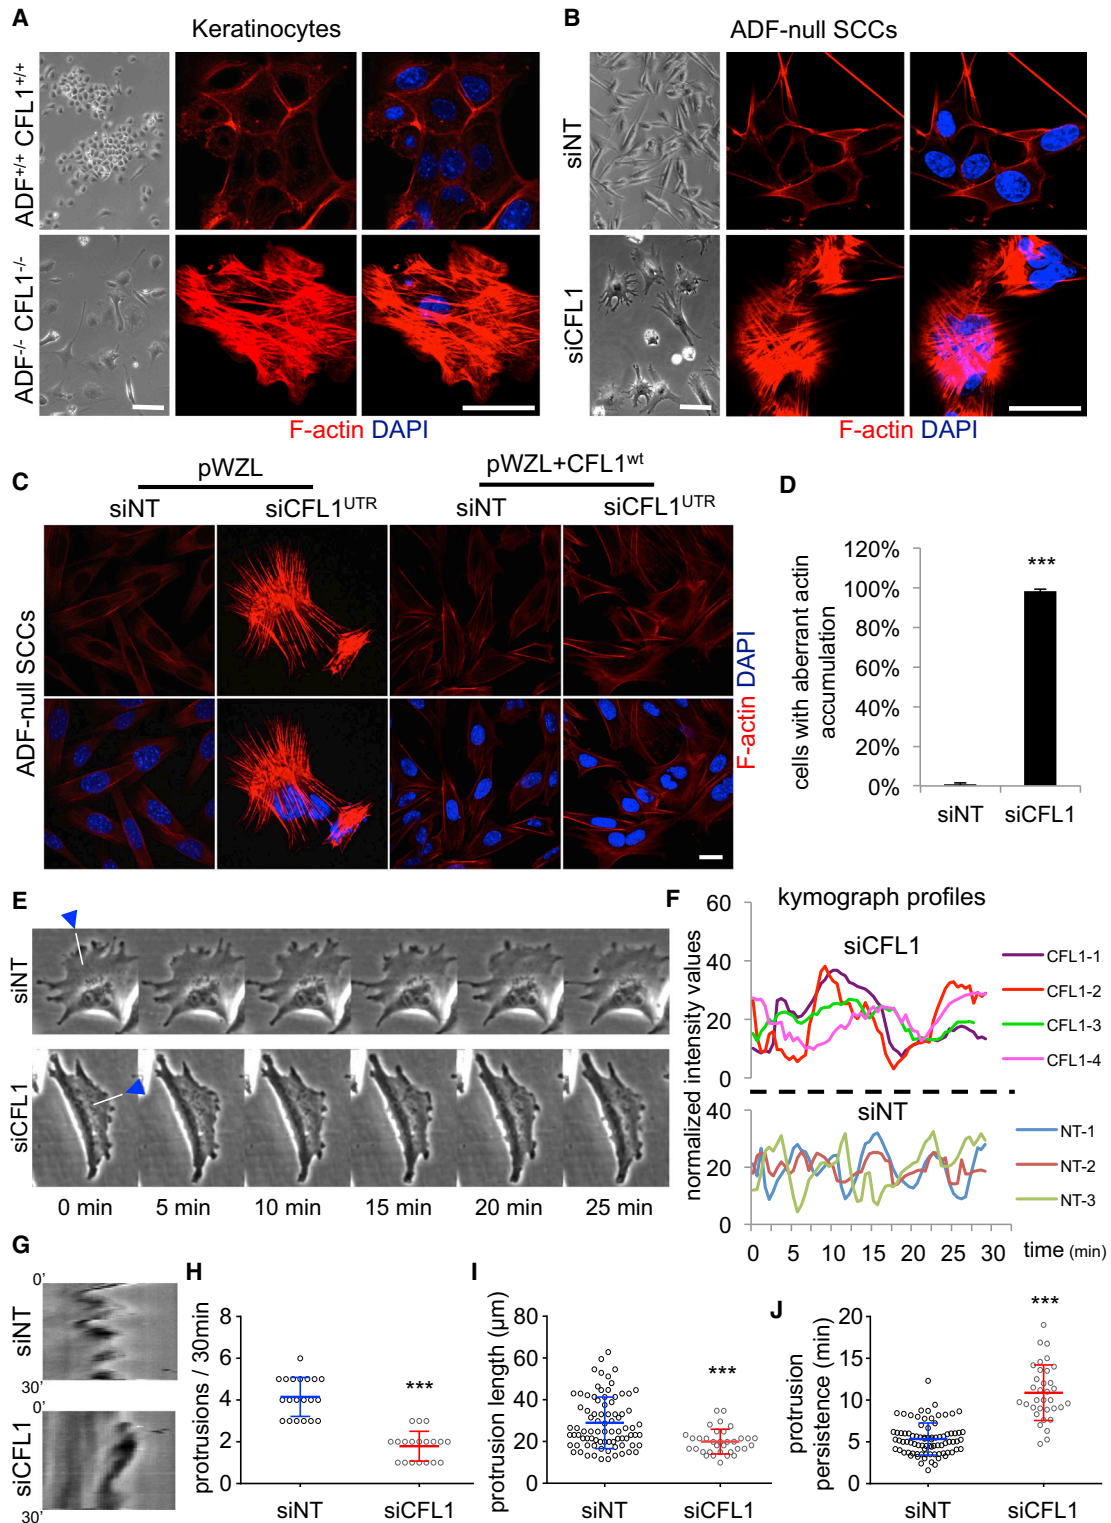 A
Keratinocytes
ADF+/+ CFL1+/+
ADF-/- CFL1-/-
F-actin DAPI
B
ADF-null SCCs
siNT
siCFL1
F-actin DAPI
C
pWZL
pWZL+CFL1wt
siNT
siCFL1UTR
siNT
siCFL1UTR
ADF-null SCCs
F-actin DAPI
D
cells with aberrant actin
accumulation
120%
100%
80%
60%
40%
20%
0%
***
siNT
siCFL1
E
siNT
siCFL1
0 min
5 min
10 min
15 min
20 min
25 min
F
kymograph profiles
normalized intensity values
60
40
20
0
siCFL1
CFL1-1
CFL1-2
CFL1-3
CFL1-4
siNT
40
20
0
NT-1
NT-2
NT-3
0 5 10 15 20 25 30
time (min)
G
0'
siNT
30'
0'
siCFL1
30'
H
protrusions / 30min
8
6
4
2
0
***
siNT
siCFL1
I
protrusion length (µm)
80
60
40
20
0
***
siNT
siCFL1
J
protrusion
persistence (min)
20
15
10
5
0
***
siNT
siCFL1